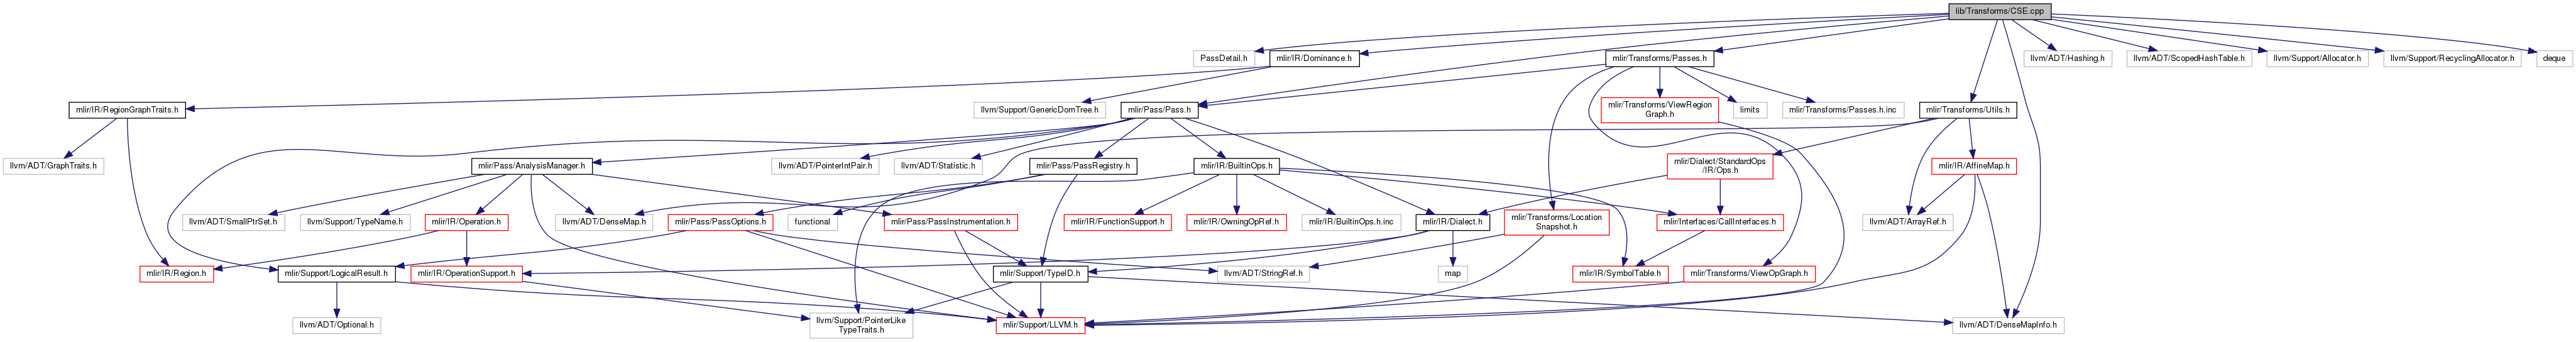 lib/Transforms/CSE.cpp
PassDetail.h
mlir/IR/Dominance.h
mlir/Transforms/Passes.h
llvm/ADT/Hashing.h
llvm/ADT/ScopedHashTable.h
llvm/Support/Allocator.h
llvm/Support/RecyclingAllocator.h
deque
mlir/IR/RegionGraphTraits.h
llvm/Support/GenericDomTree.h
mlir/Pass/Pass.h
mlir/Transforms/ViewRegion
Graph.h
limits
mlir/Transforms/Passes.h.inc
mlir/Transforms/Utils.h
llvm/ADT/GraphTraits.h
mlir/Pass/AnalysisManager.h
llvm/ADT/PointerIntPair.h
llvm/ADT/Statistic.h
mlir/Pass/PassRegistry.h
mlir/IR/BuiltinOps.h
mlir/Dialect/StandardOps
/IR/Ops.h
mlir/IR/AffineMap.h
llvm/ADT/SmallPtrSet.h
llvm/Support/TypeName.h
mlir/IR/Operation.h
llvm/ADT/DenseMap.h
mlir/Pass/PassOptions.h
functional
mlir/Pass/PassInstrumentation.h
mlir/IR/FunctionSupport.h
mlir/IR/OwningOpRef.h
mlir/IR/BuiltinOps.h.inc
mlir/IR/Dialect.h
mlir/Transforms/Location
Snapshot.h
mlir/Interfaces/CallInterfaces.h
llvm/ADT/ArrayRef.h
mlir/IR/Region.h
mlir/Support/LogicalResult.h
mlir/IR/OperationSupport.h
mlir/Support/TypeID.h
llvm/ADT/StringRef.h
map
mlir/IR/SymbolTable.h
mlir/Transforms/ViewOpGraph.h
llvm/ADT/Optional.h
llvm/Support/PointerLike
TypeTraits.h
mlir/Support/LLVM.h
llvm/ADT/DenseMapInfo.h